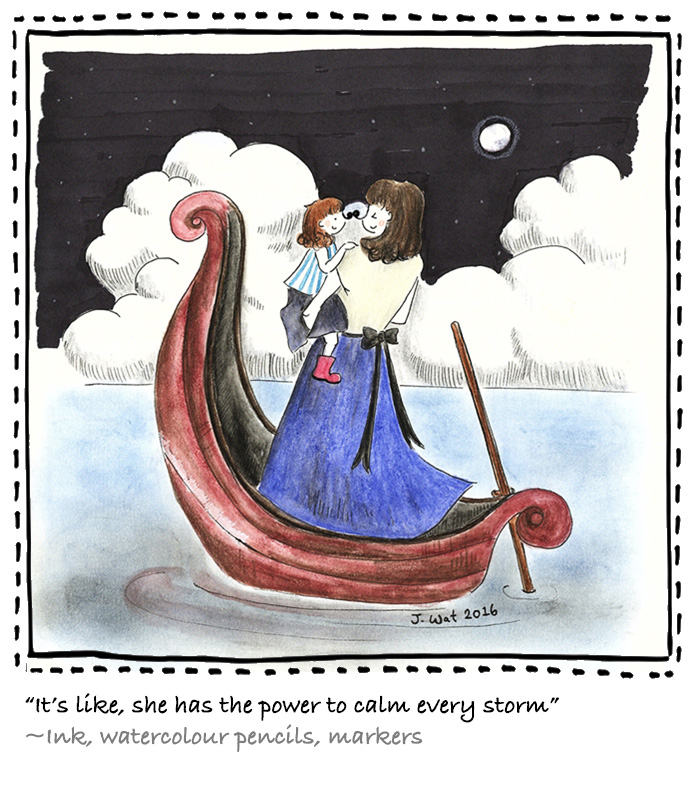 J. Wat 2016
“It's like, she has the power to calm every storm”
~Ink, watercolour pencils, markers